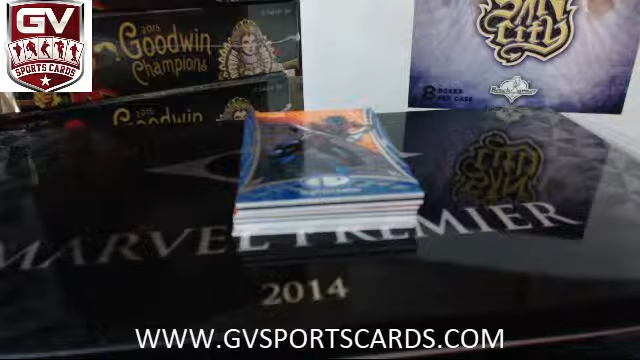 GV
SPORTS CARDS
2015
Goodwin
Champions
2015
Goodwin
SIN
CITY
8 BOXES
PER CASE
MARVEL PREMIER
2014
WWW.GVSPORTSCARDS.COM